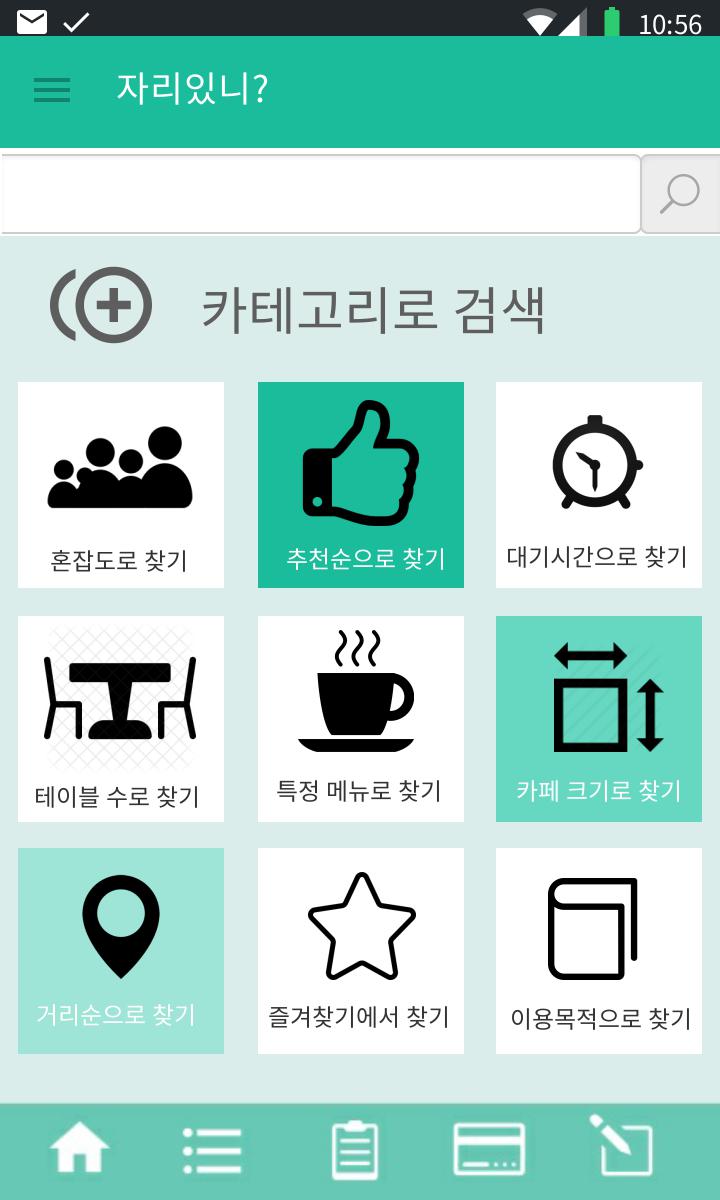 10:56
자리있니?
카테고리로 검색
혼잡도로 찾기
추천순으로 찾기
대기시간으로 찾기
테이블 수로 찾기
특정 메뉴로 찾기
카페 크기로 찾기
거리순으로 찾기
즐겨찾기에서 찾기
이용목적으로 찾기